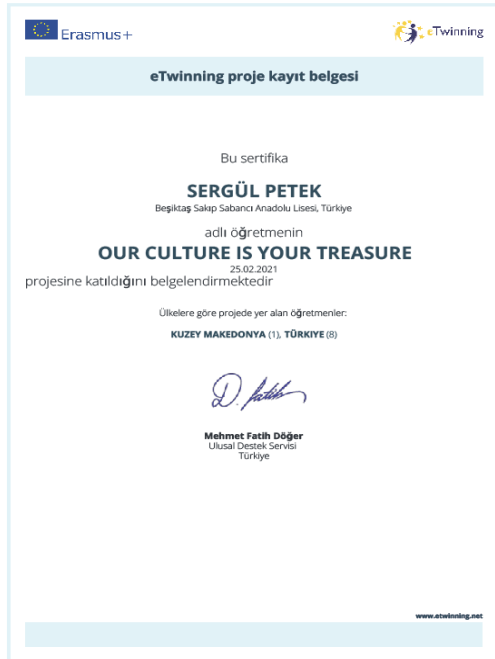 Erasmus+
eTwinning
eTwinning proje kayıt belgesi
Bu sertifika
SERGÜL PETEK
Beşiktaş Sakıp Sabancı Anadolu Lisesi, Türkiye
adlı öğretmenin
OUR CULTURE IS YOUR TREASURE
25.02.2021
projesine katıldığını belgelendirmektedir
Ülkelere göre projede yer alan öğretmenler:
KUZEY MAKEDONYA (1), TÜRKIYE (8)
D. fatih
Mehmet Fatih Döğer
Ulusal Destek Servisi
Türkiye
www.etwinning.net